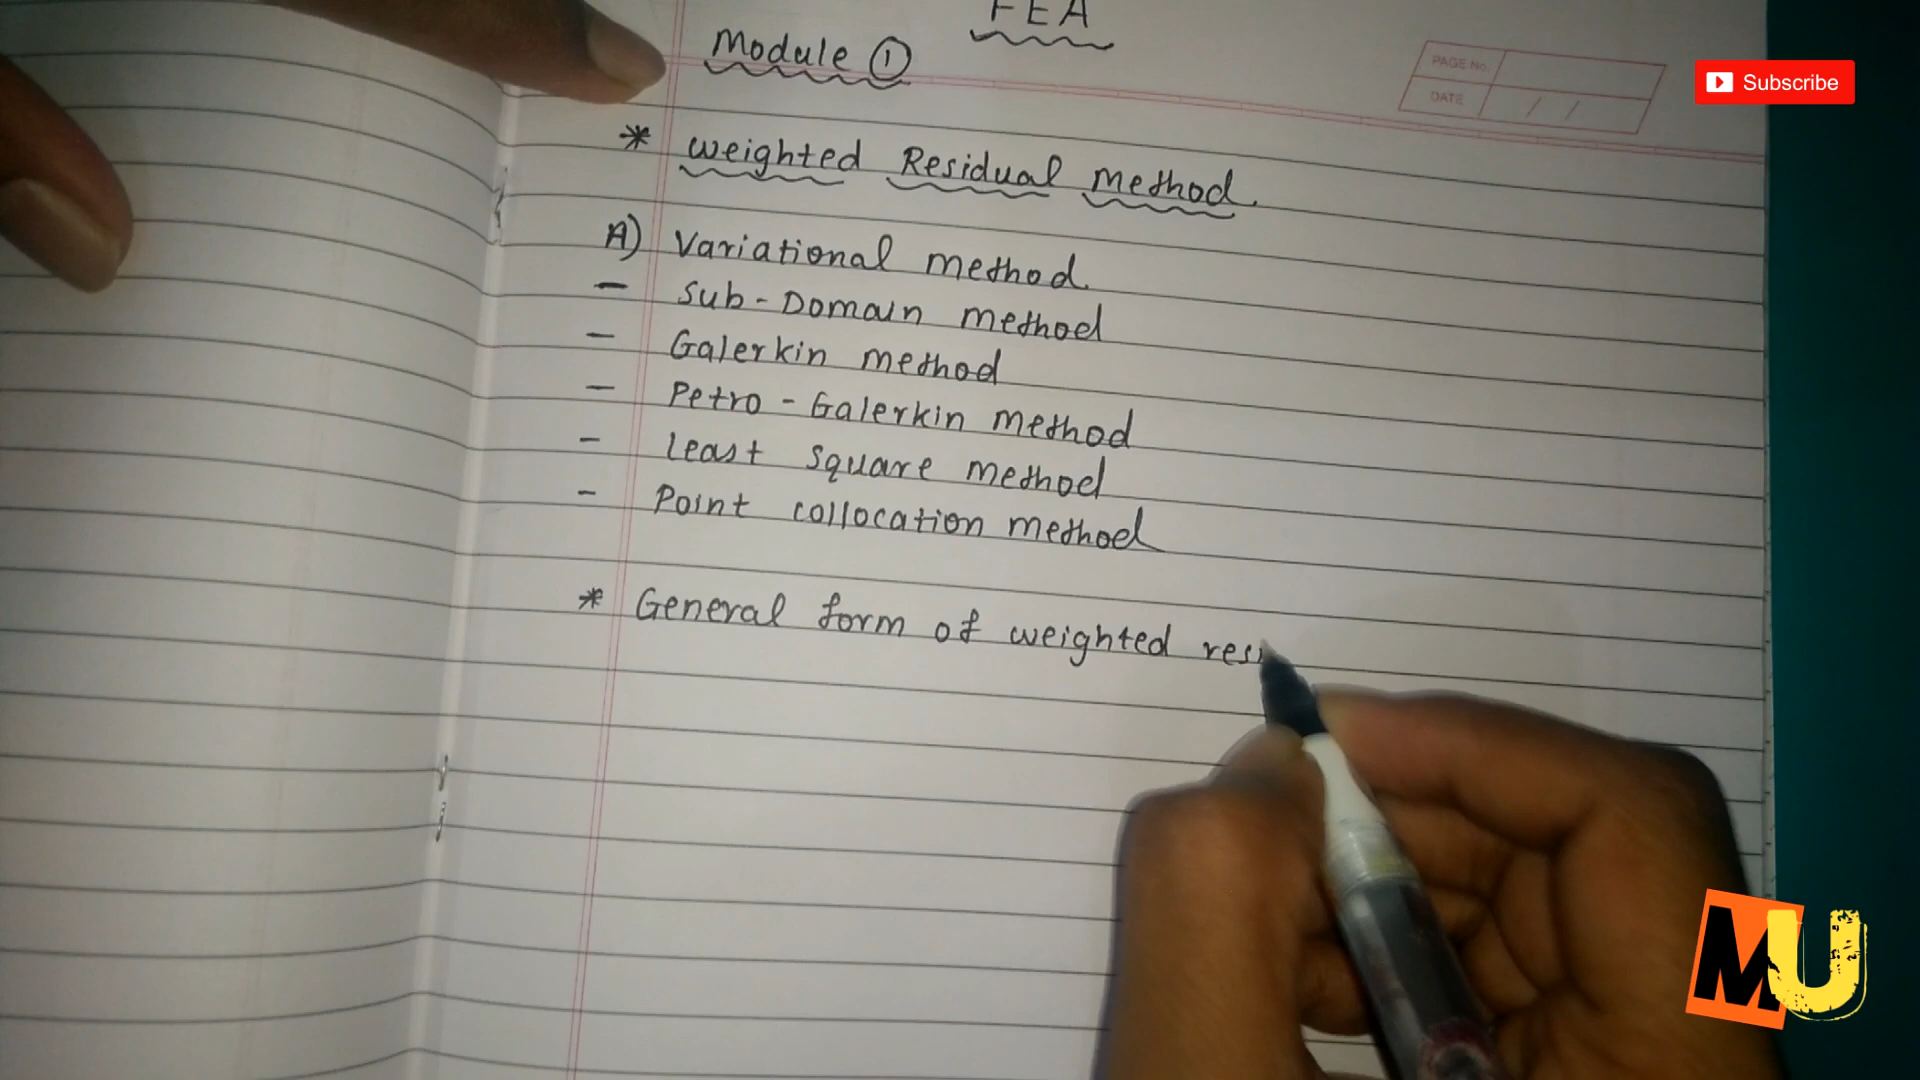 FEA
Module ①
PAGE No.
DATE / /
Subscribe
* Weighted Residual Method.
A) Variational method.
- Sub-Domain method
- Galerkin method
- Petro-Galerkin method
- Least square method
- Point collocation method
* General form of weighted resi
MU